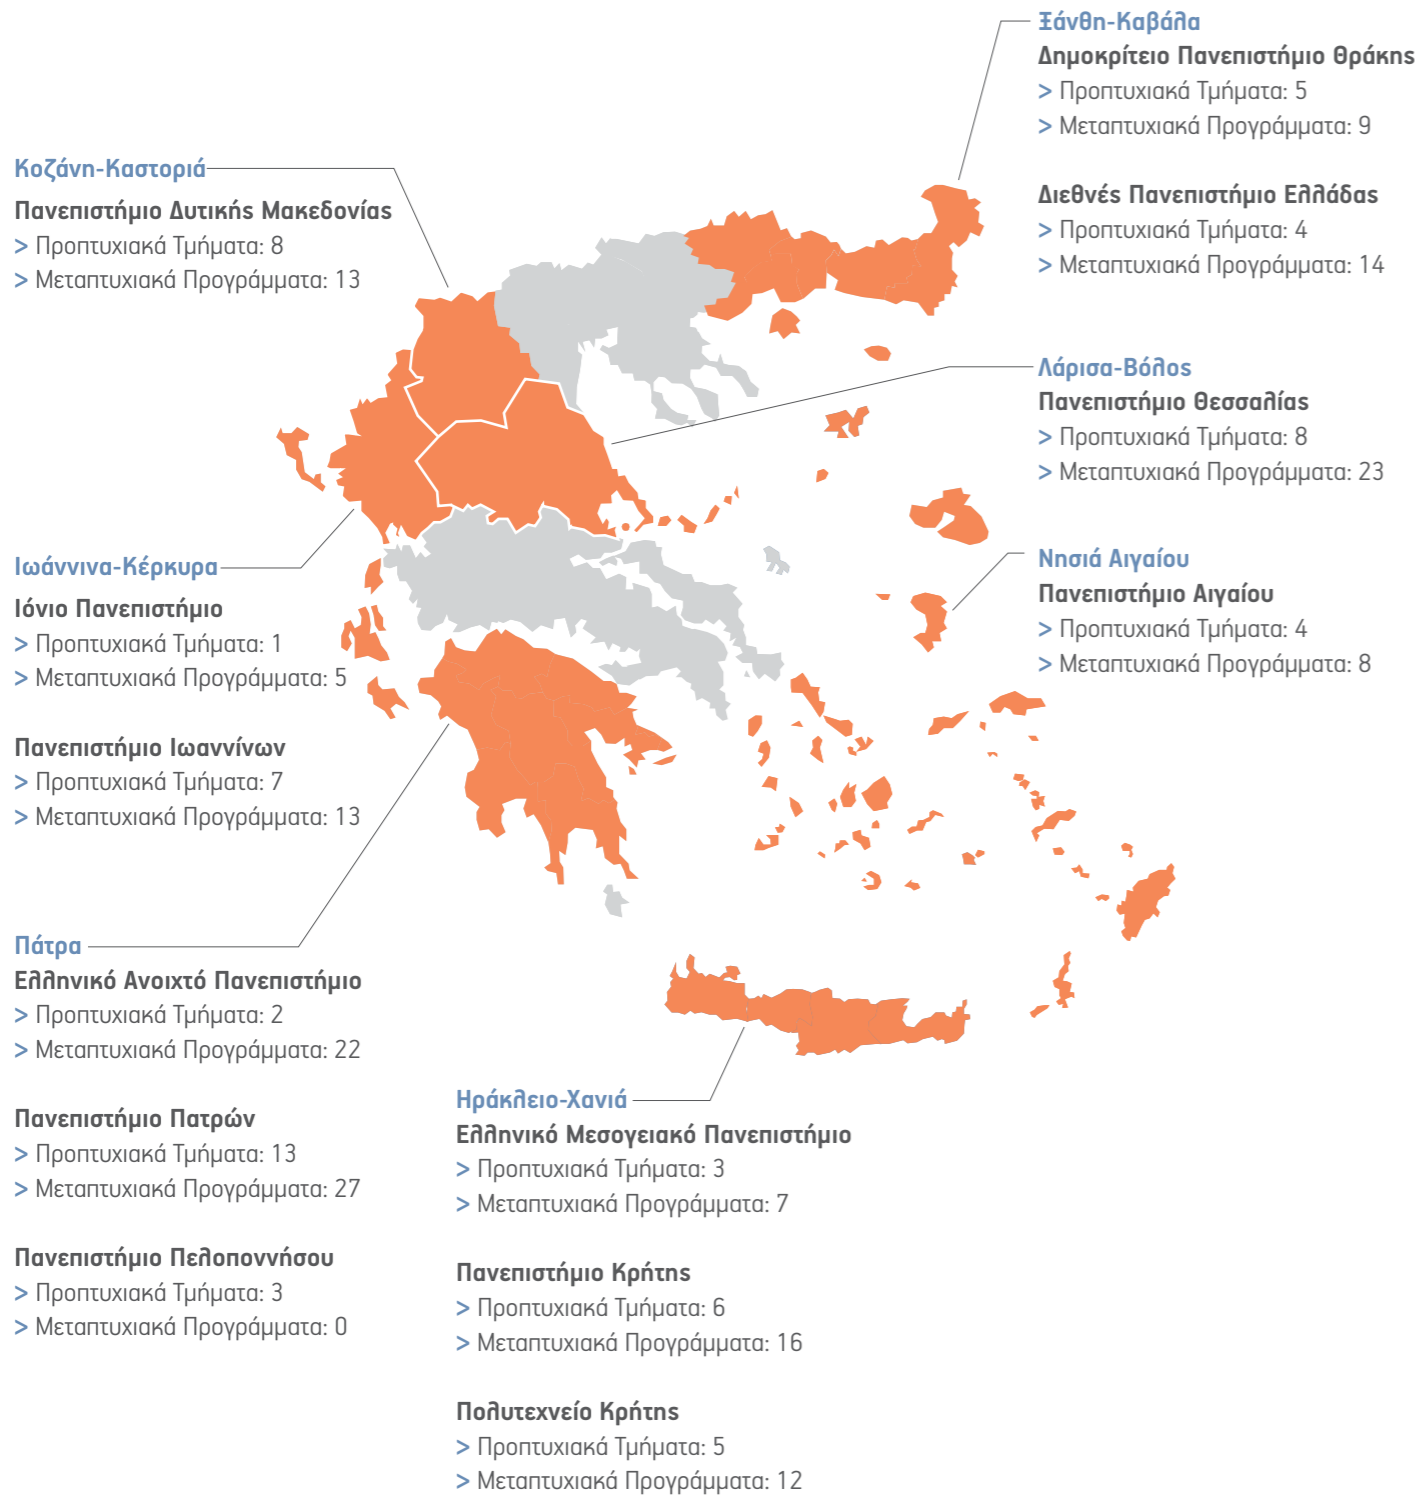 Ξάνθη-Καβάλα
Δημοκρίτειο Πανεπιστήμιο Θράκης
> Προπτυχιακά Τμήματα: 5
> Μεταπτυχιακά Προγράμματα: 9
Διεθνές Πανεπιστήμιο Ελλάδας
> Προπτυχιακά Τμήματα: 4
> Μεταπτυχιακά Προγράμματα: 14
Κοζάνη-Καστοριά
Πανεπιστήμιο Δυτικής Μακεδονίας
> Προπτυχιακά Τμήματα: 8
> Μεταπτυχιακά Προγράμματα: 13
Λάρισα-Βόλος
Πανεπιστήμιο Θεσσαλίας
> Προπτυχιακά Τμήματα: 8
> Μεταπτυχιακά Προγράμματα: 23
Νησιά Αιγαίου
Πανεπιστήμιο Αιγαίου
> Προπτυχιακά Τμήματα: 4
> Μεταπτυχιακά Προγράμματα: 8
Ιωάννινα-Κέρκυρα
Ιόνιο Πανεπιστήμιο
> Προπτυχιακά Τμήματα: 1
> Μεταπτυχιακά Προγράμματα: 5
Πανεπιστήμιο Ιωαννίνων
> Προπτυχιακά Τμήματα: 7
> Μεταπτυχιακά Προγράμματα: 13
Πάτρα
Ελληνικό Ανοιχτό Πανεπιστήμιο
> Προπτυχιακά Τμήματα: 2
> Μεταπτυχιακά Προγράμματα: 22
Πανεπιστήμιο Πατρών
> Προπτυχιακά Τμήματα: 13
> Μεταπτυχιακά Προγράμματα: 27
Πανεπιστήμιο Πελοποννήσου
> Προπτυχιακά Τμήματα: 3
> Μεταπτυχιακά Προγράμματα: 0
Ηράκλειο-Χανιά
Ελληνικό Μεσογειακό Πανεπιστήμιο
> Προπτυχιακά Τμήματα: 3
> Μεταπτυχιακά Προγράμματα: 7
Πανεπιστήμιο Κρήτης
> Προπτυχιακά Τμήματα: 6
> Μεταπτυχιακά Προγράμματα: 16
Πολυτεχνείο Κρήτης
> Προπτυχιακά Τμήματα: 5
> Μεταπτυχιακά Προγράμματα: 12